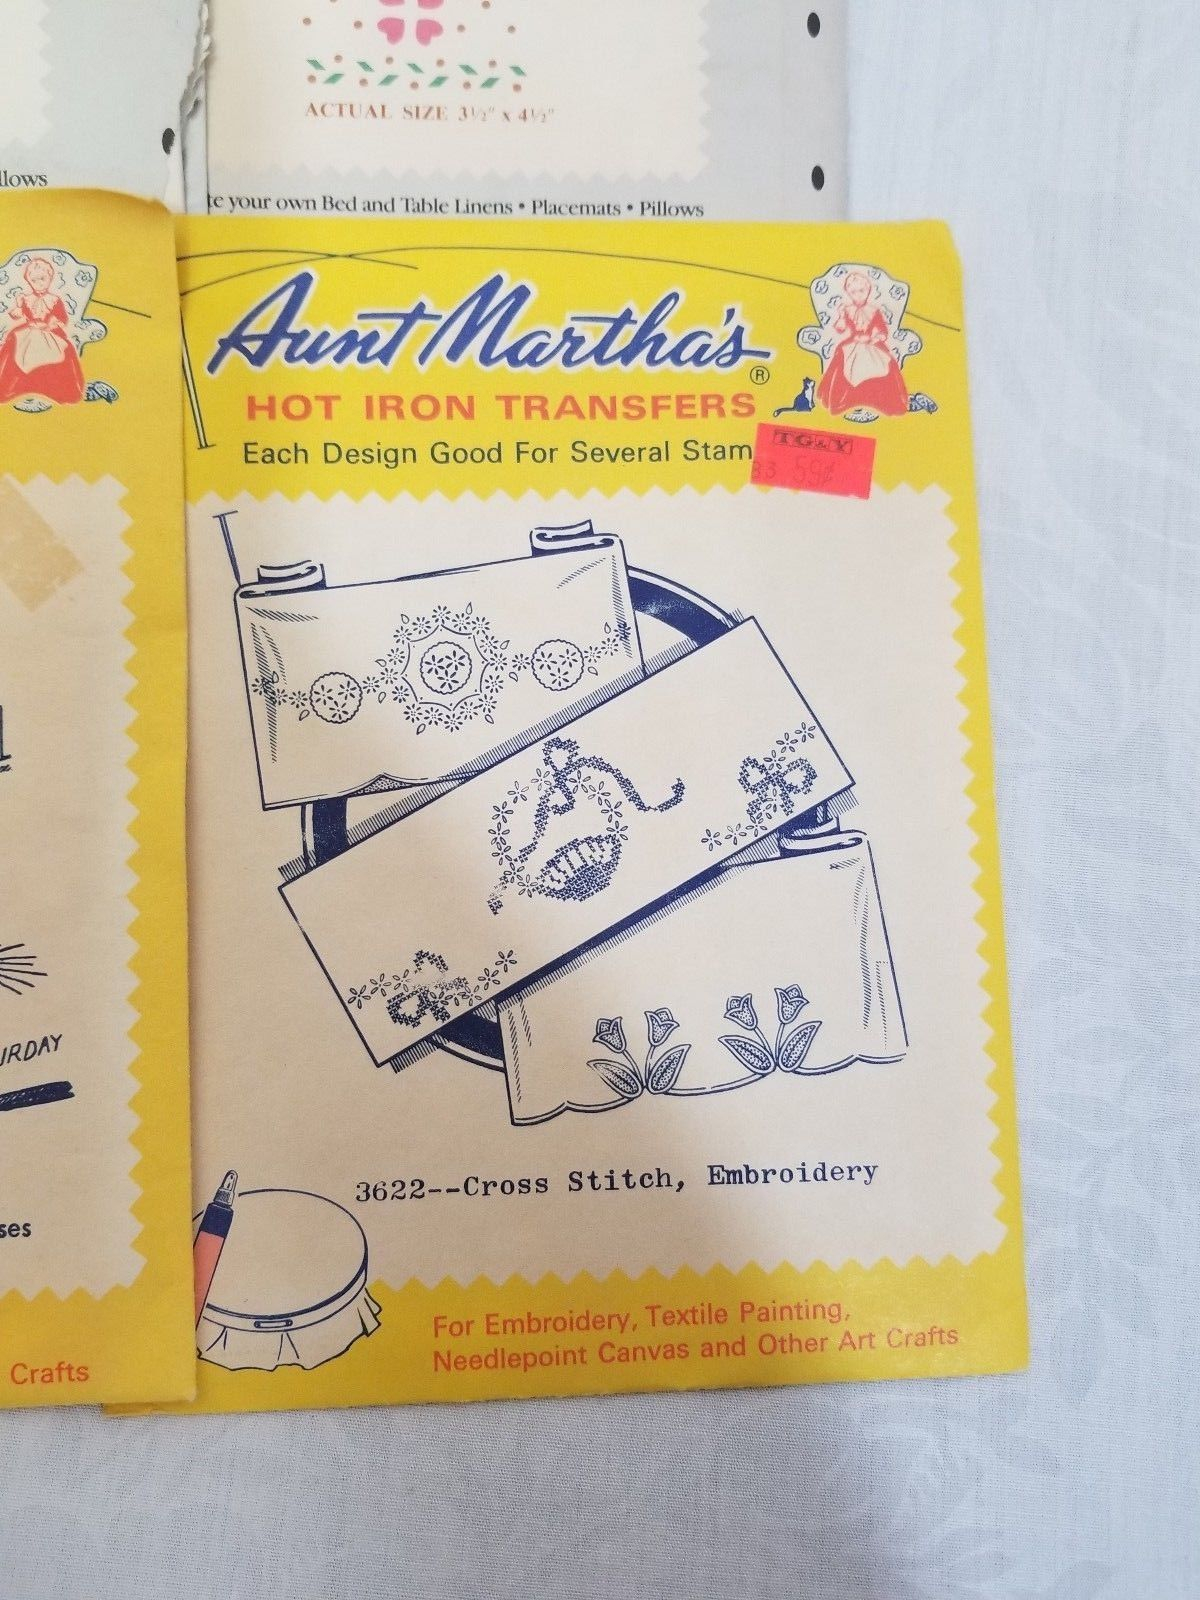 ACTUAL SIZE 3½" x 4½"
llows
te your own Bed and Table Linens • Placemats • Pillows
Aunt Martha's®
HOT IRON TRANSFERS
Each Design Good For Several Stam
TG&Y
83 59¢
URDAY
3622--Cross Stitch, Embroidery
ses
For Embroidery, Textile Painting,
Needlepoint Canvas and Other Art Crafts
Crafts